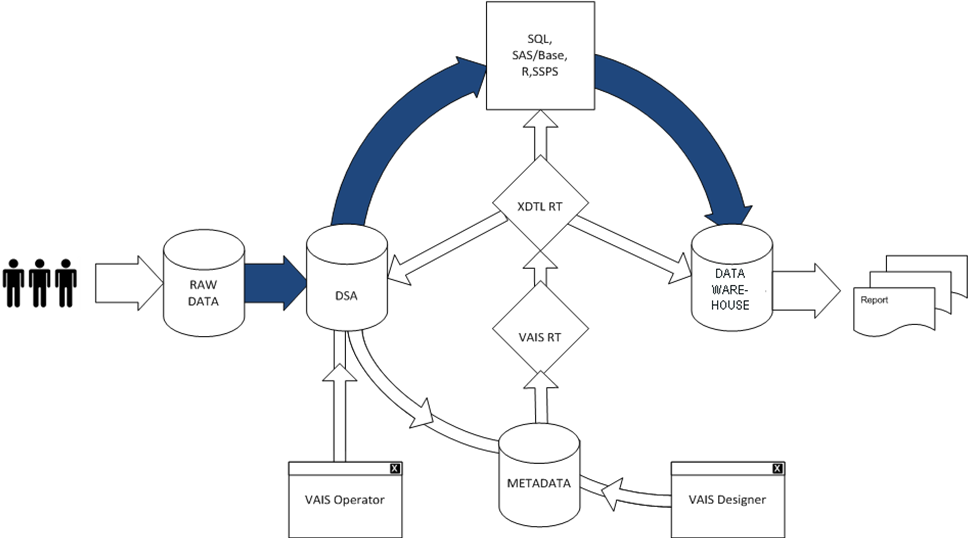 SQL,
SAS/Base,
R,SSPS
XDTL RT
RAW
DATA
DSA
DATA
WARE-
HOUSE
Report
VAIS RT
METADATA
X
VAIS Operator
X
VAIS Designer